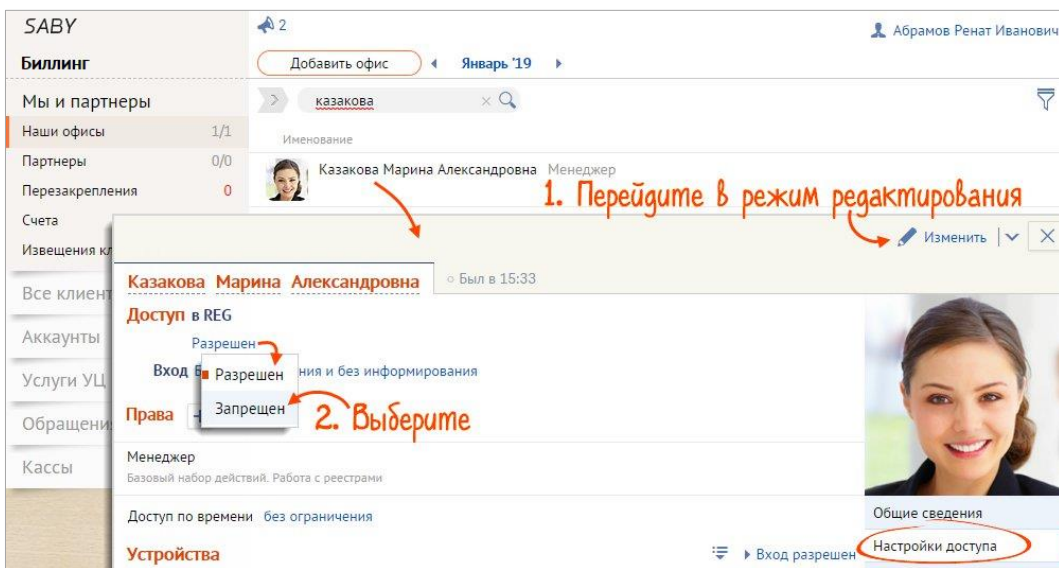 SABY
2
Абрамов Ренат Иванович
Биллинг
Добавить офис
Январь '19
Мы и партнеры
казакова
Наши офисы 1/1
Именование
Партнеры 0/0
Казакова Марина Александровна Менеджер
Перезакрепления 0
1. Перейдите в режим редактирования
Счета
Изменить
Извещения
Казакова Марина Александровна
Был в 15:33
Доступ в REG
Разрешен
Вход
ния и без информирования
Разрешен
Запрещен
2. Выберите
Права
Менеджер
Базовый набор действий. Работа с реестрами
Доступ по времени без ограничения
Устройства
Вход разрешен
Все клиент
Аккаунты
Услуги УЦ
Обращени
Кассы
Общие сведения
Настройки доступа